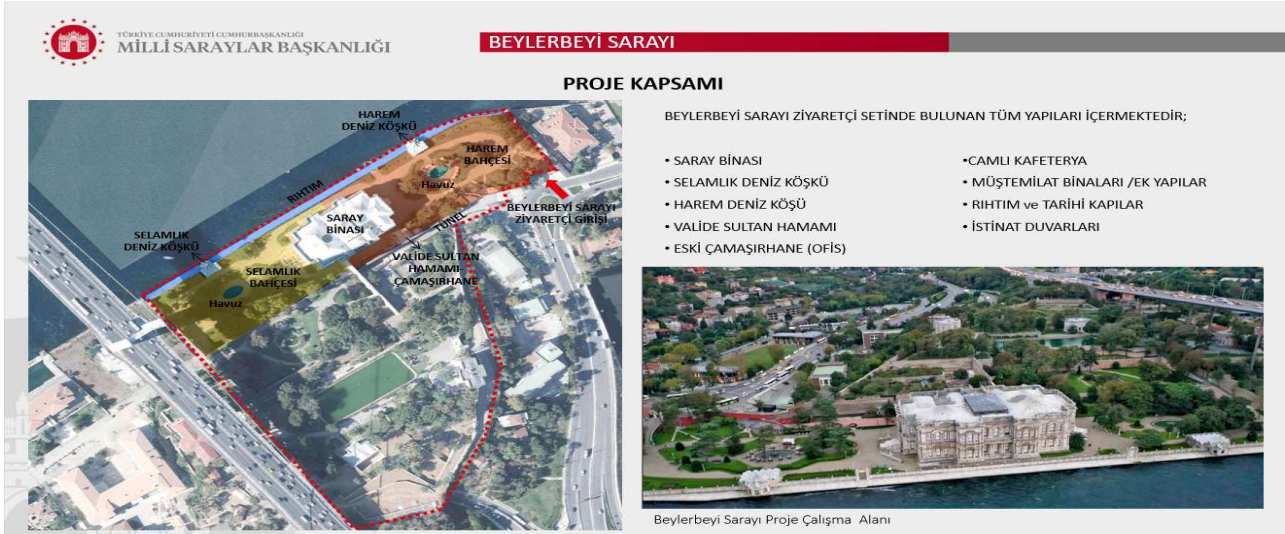 TÜRKİYE CUMHURİYETİ CUMHURBAŞKANLIĞI
MİLLİ SARAYLAR BAŞKANLIĞI
BEYLERBEYİ SARAYI
PROJE KAPSAMI
HAREM
DENİZ KÖŞKÜ
HAREM
BAHÇESİ
Havuz
RIHTIM
BEYLERBEYİ SARAYI
ZİYARETÇİ GİRİŞİ
SARAY
BİNASI
TÜNEL
SELAMLIK
DENİZ KÖŞKÜ
VALİDE SULTAN
HAMAMI-
ÇAMAŞIRHANE
SELAMLIK
BAHÇESİ
Havuz
BEYLERBEYİ SARAYI ZİYARETÇİ SETİNDE BULUNAN TÜM YAPILARI İÇERMEKTEDİR;
• SARAY BİNASI
• SELAMLIK DENİZ KÖŞKÜ
• HAREM DENİZ KÖŞÜ
• VALİDE SULTAN HAMAMI
• ESKİ ÇAMAŞIRHANE (OFİS)
•CAMLI KAFETERYA
• MÜŞTEMİLAT BİNALARI /EK YAPILAR
• RIHTIM ve TARİHİ KAPILAR
• İSTİNAT DUVARLARI
Beylerbeyi Sarayı Proje Çalışma Alanı